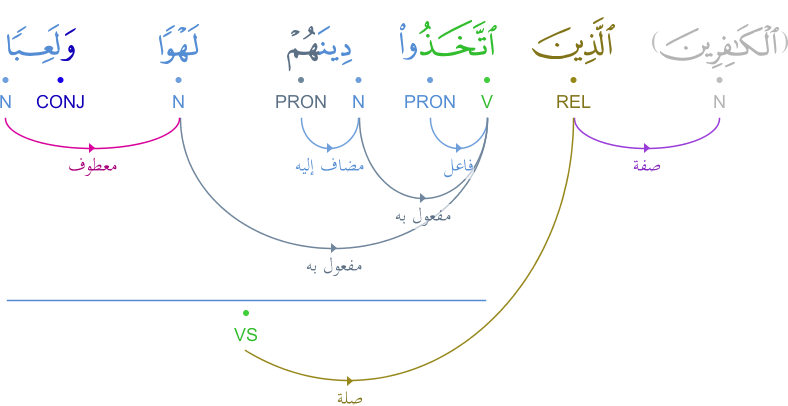 (ٱلْكَـٰفِرِينَ) ٱلَّذِينَ ٱتَّخَذُوا۟ دِينَهُمْ لَهْوًا وَلَعِبًا
N REL V PRON N PRON N CONJ N
صفة فاعل مضاف إليه معطوف
مفعول به
مفعول به
VS
صلة